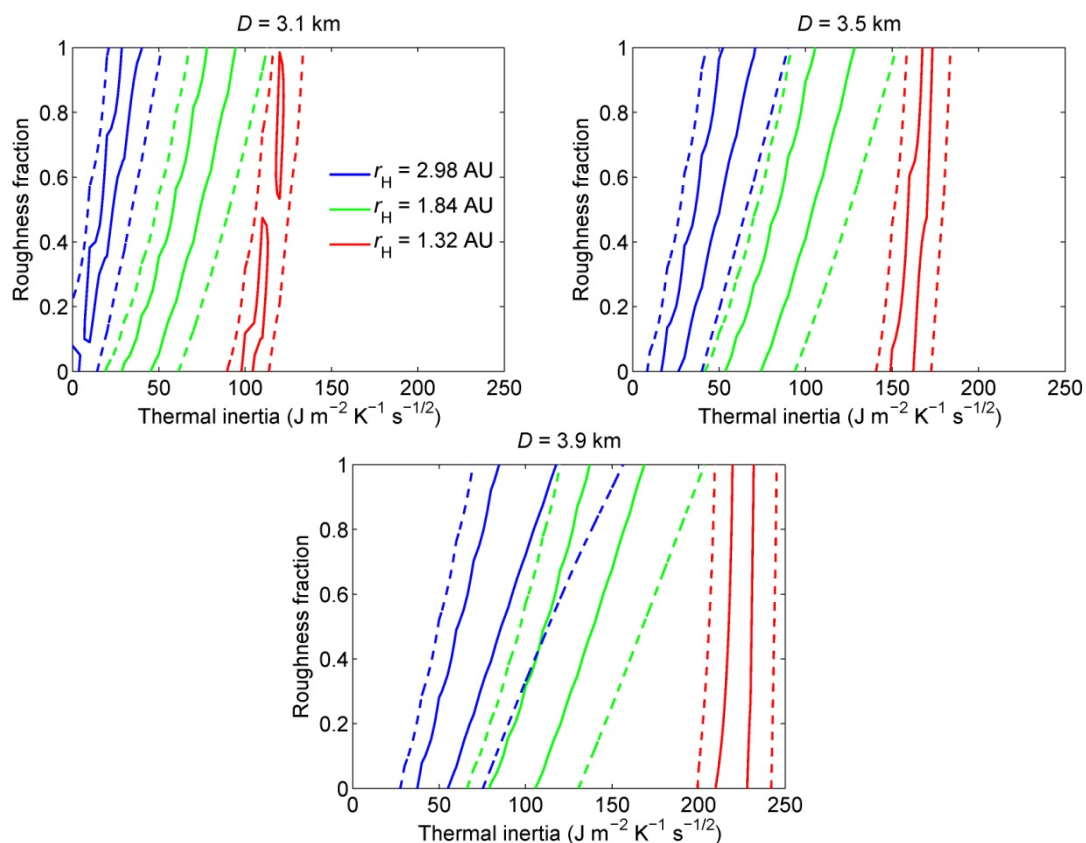 D = 3.1 km
1
0.8
0.6
0.4
0.2
0
Roughness fraction
0 50 100 150 200 250
Thermal inertia (J m⁻² K⁻¹ s⁻¹/²)
r_H = 2.98 AU
r_H = 1.84 AU
r_H = 1.32 AU
D = 3.5 km
1
0.8
0.6
0.4
0.2
0
Roughness fraction
0 50 100 150 200 250
Thermal inertia (J m⁻² K⁻¹ s⁻¹/²)
D = 3.9 km
1
0.8
0.6
0.4
0.2
0
Roughness fraction
0 50 100 150 200 250
Thermal inertia (J m⁻² K⁻¹ s⁻¹/²)